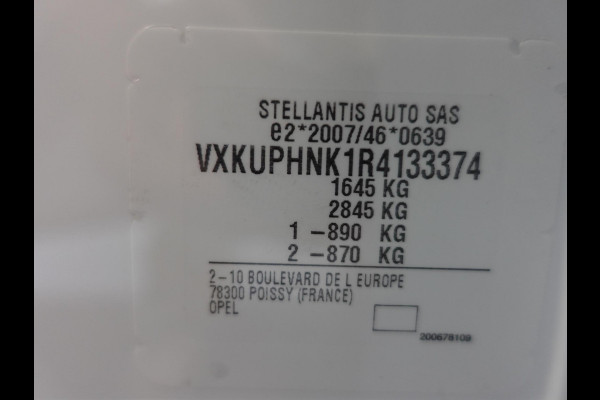 STELLANTIS AUTO SAS
e2*2007/46*0639
VXKUPHNK1R4133374
1645 KG
2845 KG
1 -890 KG
2 -870 KG
2-10 BOULEVARD DE L EUROPE
78300 POISSY (FRANCE)
OPEL
200678109